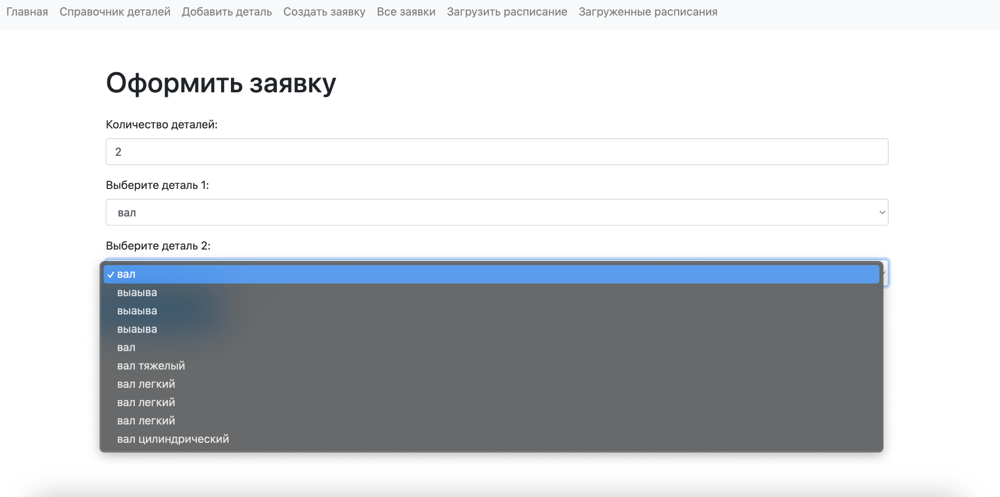 Главная Справочник деталей Добавить деталь Создать заявку Все заявки Загрузить расписание Загруженные расписания
Оформить заявку
Количество деталей:
2
Выберите деталь 1:
вал
Выберите деталь 2:
вал
выаыва
выаыва
выаыва
вал
вал тяжелый
вал легкий
вал легкий
вал легкий
вал цилиндрический